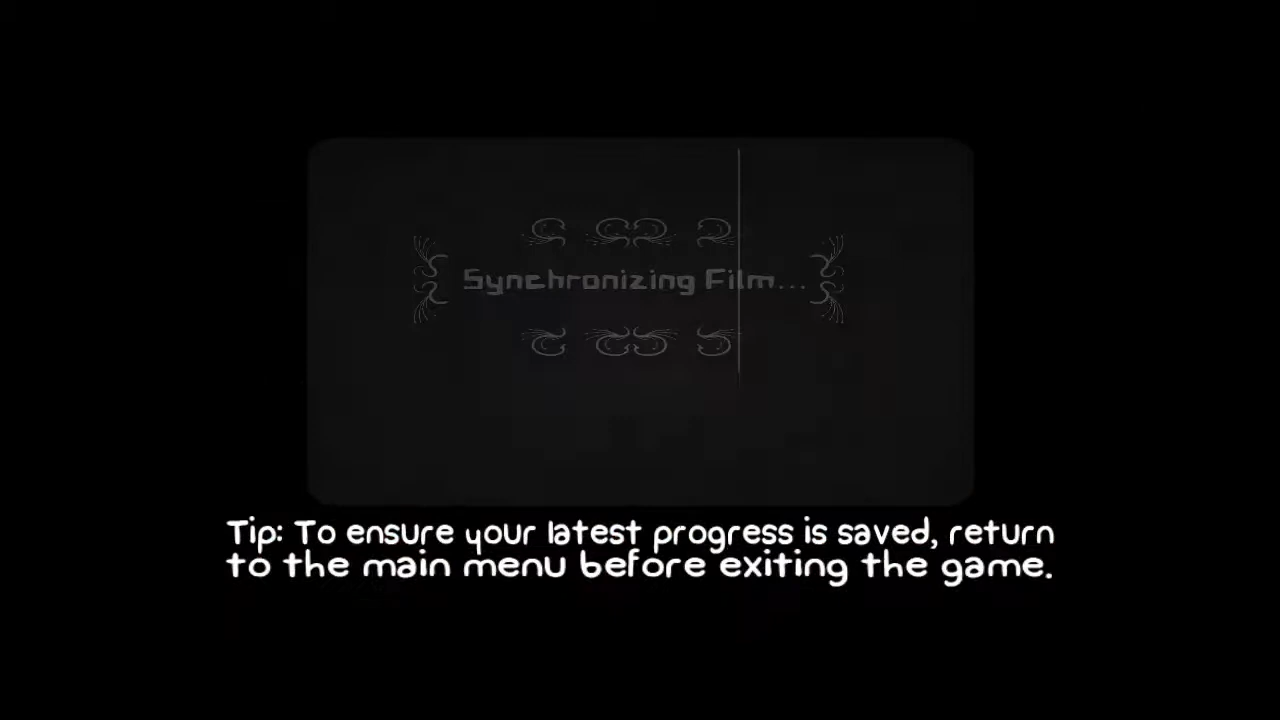 Synchronizing Film...
Tip: To ensure your latest progress is saved, return
to the main menu before exiting the game.